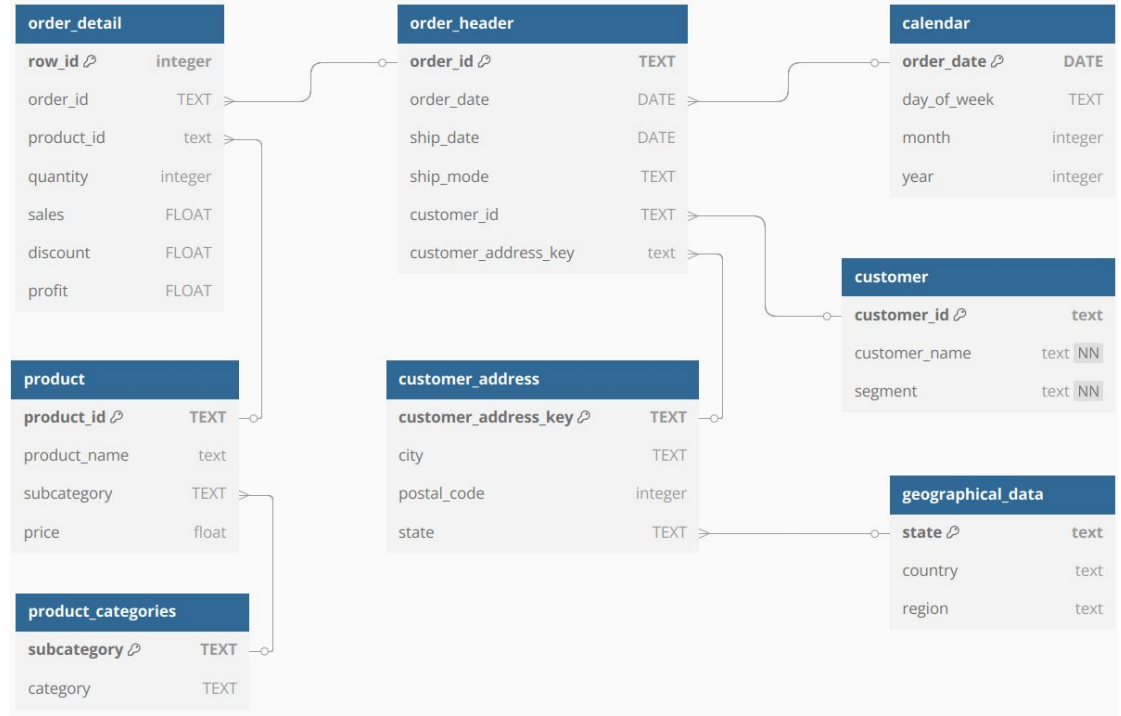 order_detail
row_id integer
order_id TEXT
product_id text
quantity integer
sales FLOAT
discount FLOAT
profit FLOAT
order_header
order_id TEXT
order_date DATE
ship_date DATE
ship_mode TEXT
customer_id TEXT
customer_address_key text
calendar
order_date DATE
day_of_week TEXT
month integer
year integer
customer
customer_id text
customer_name text NN
segment text NN
product
product_id TEXT
product_name text
subcategory TEXT
price float
customer_address
customer_address_key TEXT
city TEXT
postal_code integer
state TEXT
geographical_data
state text
country text
region text
product_categories
subcategory TEXT
category TEXT